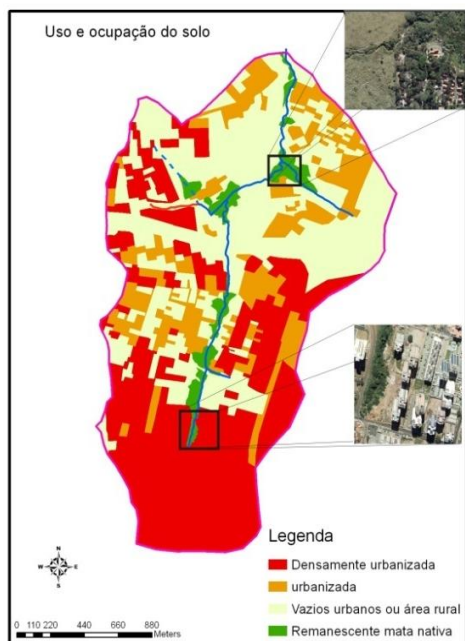 Uso e ocupação do solo
Legenda
Densamente urbanizada
urbanizada
Vazios urbanos ou área rural
Remanescente mata nativa
N
W E
S
0 110 220 440 660 880
Meters